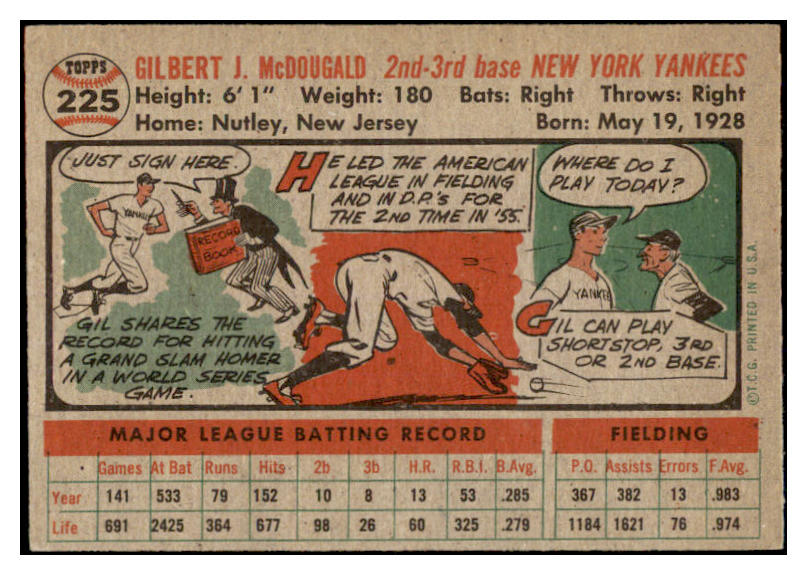 TOPPS
225
GILBERT J. McDOUGALD 2nd-3rd base NEW YORK YANKEES
Height: 6' 1" Weight: 180 Bats: Right Throws: Right
Home: Nutley, New Jersey Born: May 19, 1928
JUST SIGN HERE.
YANKEE
RECORD
BOOK
GIL SHARES THE
RECORD FOR HITTING
A GRAND SLAM HOMER
IN A WORLD SERIES
GAME.
HE LED THE AMERICAN
LEAGUE IN FIELDING
AND IN D.P.'S FOR
THE 2ND TIME IN '55.
WHERE DO I
PLAY TODAY?
YANKEE
GIL CAN PLAY
SHORTSTOP, 3RD
OR 2ND BASE.
©T.C.G. PRINTED IN U.S.A.
MAJOR LEAGUE BATTING RECORD FIELDING
Games At Bat Runs Hits 2b 3b H.R. R.B.I. B.Avg. P.O. Assists Errors F.Avg.
Year 141 533 79 152 10 8 13 53 .285 367 382 13 .983
Life 691 2425 364 677 98 26 60 325 .279 1184 1621 76 .974